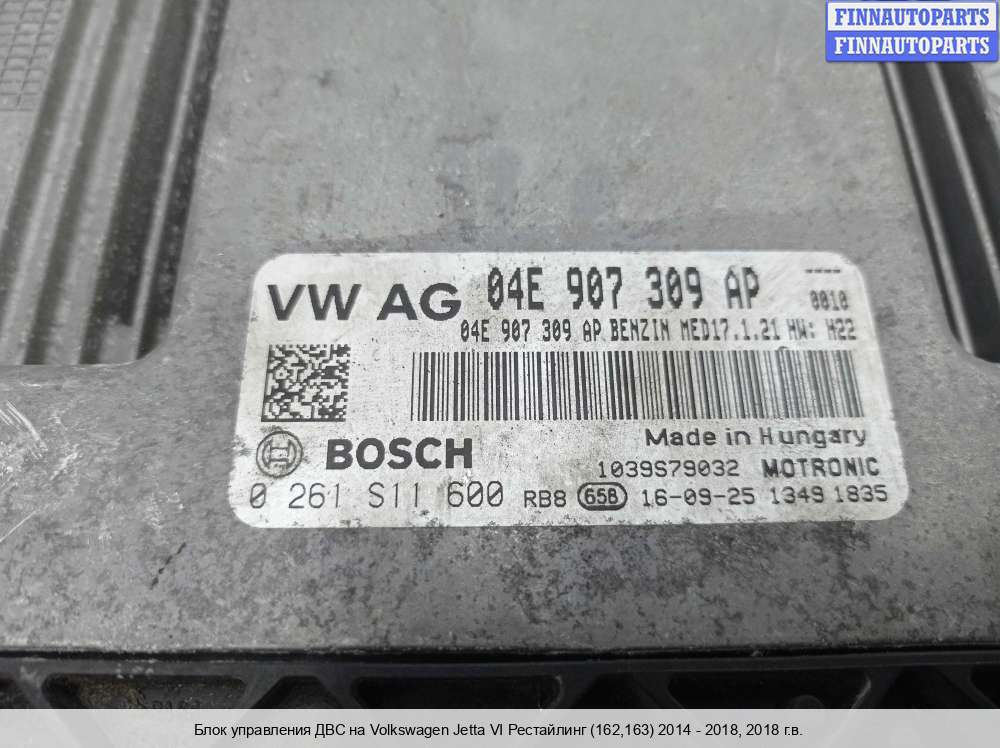 FINNAUTOPARTS
FINNAUTOPARTS
VW AG 04E 907 309 AP ----
0010
04E 907 309 AP BENZIN MED17.1.21 HW: H22
BOSCH
Made in Hungary
1039S79032 MOTRONIC
0 261 S11 600 RB8 G5B 16-09-25 1349 1835
Блок управления ДВС на Volkswagen Jetta VI Рестайлинг (162,163) 2014 - 2018, 2018 г.в.